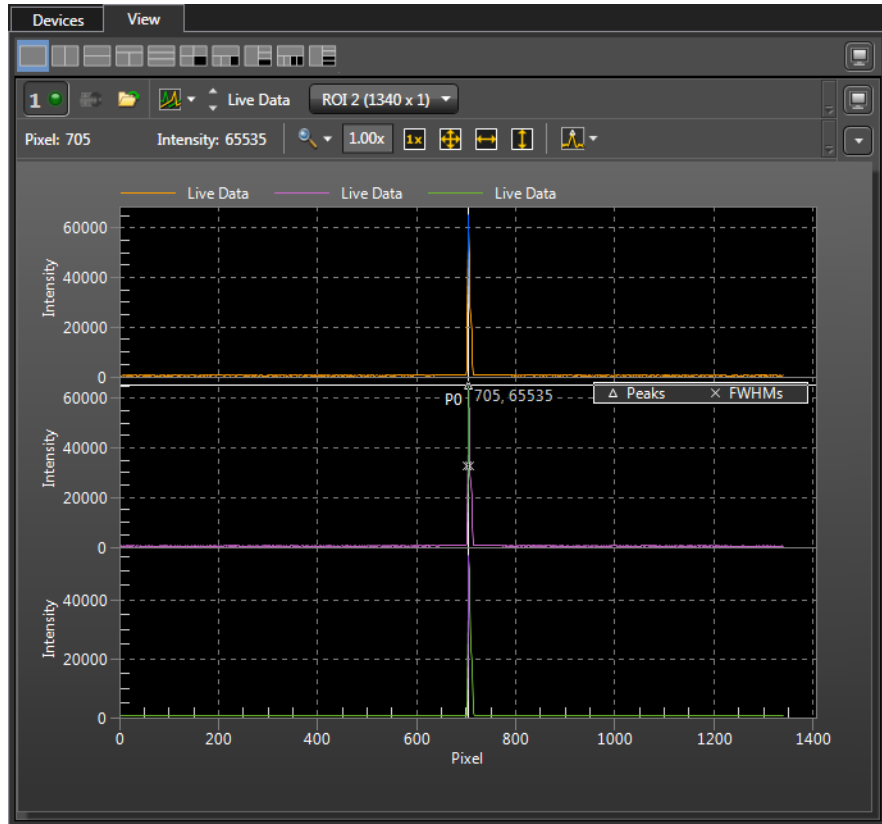 Devices View
1 Live Data ROI 2 (1340 x 1)
Pixel: 705 Intensity: 65535 1.00x 1x
Live Data Live Data Live Data
60000
40000
20000
0
Intensity
P0 705, 65535
Peaks FWHMs
60000
40000
20000
0
Intensity
40000
20000
0
Intensity
0 200 400 600 800 1000 1200 1400
Pixel